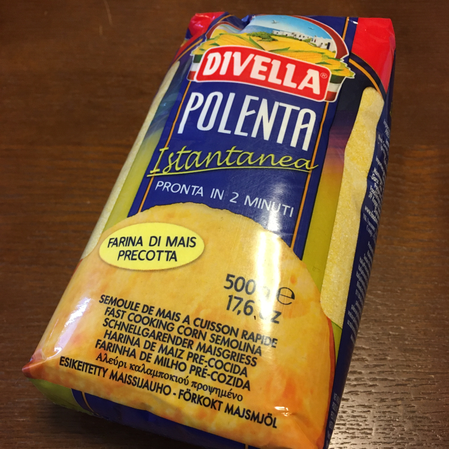 DIVELLA®
POLENTA
Istantanea
PRONTA IN 2 MINUTI
FARINA DI MAIS
PRECOTTA
500g ℮
17,6 oz
SEMOULE DE MAIS A CUISSON RAPIDE
FAST COOKING CORN SEMOLINA
SCHNELLGARENDER MAISGRIESS
HARINA DE MAIZ PRE-COCIDA
FARINHA DE MILHO PRÉ-COZIDA
Αλεύρι καλαμποκιού προψημένο
ESIKEITETTY MAISSIJAUHO - FÖRKOKT MAJSMJÖL